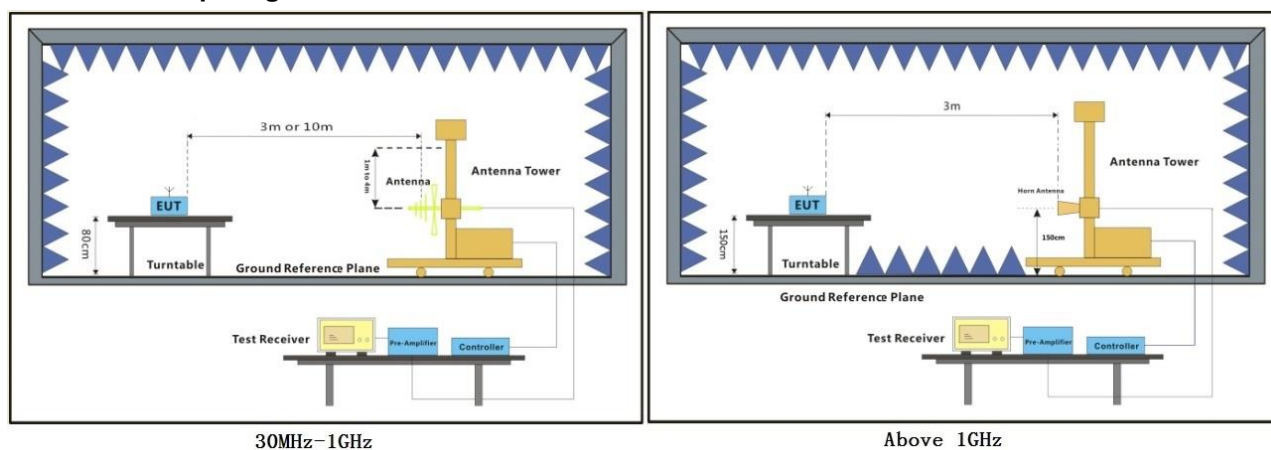 3m or 10m
1m to 4m
Antenna
Antenna Tower
EUT
80cm
Turntable
Ground Reference Plane
Test Receiver
Pre-Amplifier
Controller
30MHz-1GHz
3m
Antenna Tower
Horn Antenna
EUT
150cm
150cm
Turntable
Ground Reference Plane
Test Receiver
Pre-Amplifier
Controller
Above 1GHz